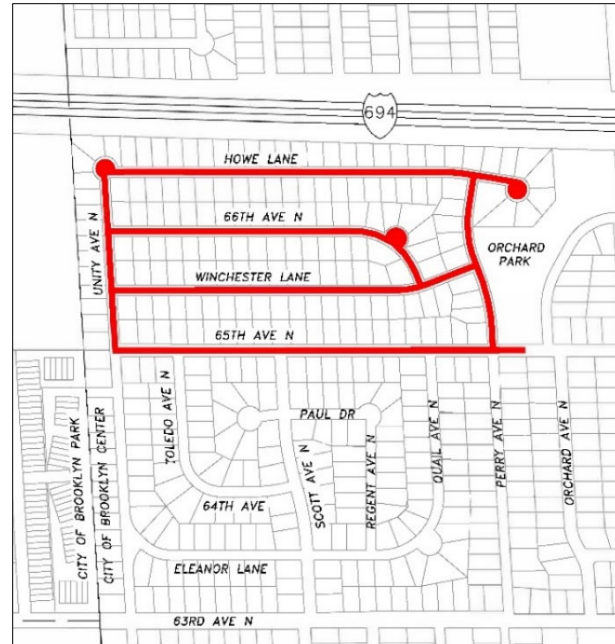 694
HOWE LANE
66TH AVE N
ORCHARD
PARK
UNITY AVE N
WINCHESTER LANE
65TH AVE N
TOLEDO AVE N
PAUL DR
SCOTT AVE N
REGENT AVE N
QUAIL AVE N
PERRY AVE N
ORCHARD AVE N
CITY OF BROOKLYN PARK
CITY OF BROOKLYN CENTER
64TH AVE
ELEANOR LANE
63RD AVE N